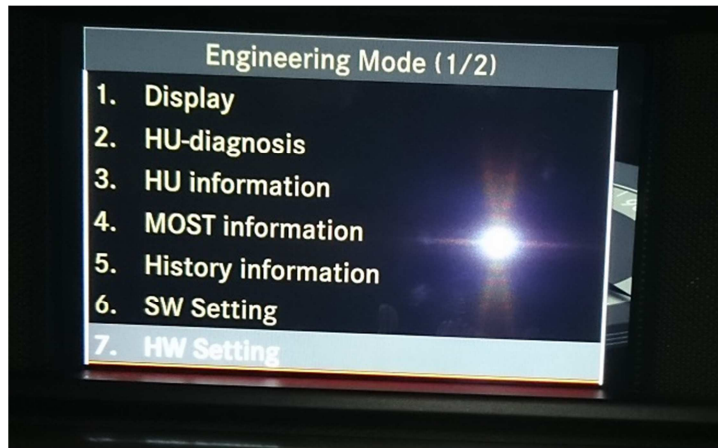 Engineering Mode (1/2)
1. Display
2. HU-diagnosis
3. HU information
4. MOST information
5. History information
6. SW Setting
7. HW Setting